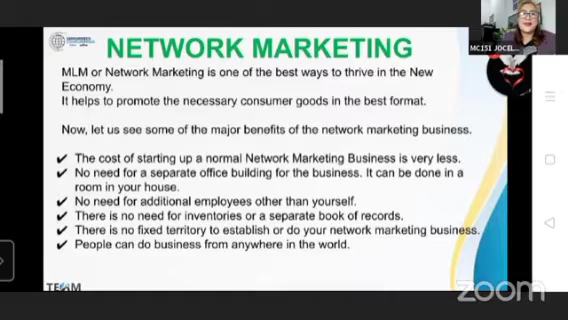 NETWORK MARKETING
MC151 JOCEL...
MLM or Network Marketing is one of the best ways to thrive in the New
Economy.
It helps to promote the necessary consumer goods in the best format.
Now, let us see some of the major benefits of the network marketing business.
✔ The cost of starting up a normal Network Marketing Business is very less.
✔ No need for a separate office building for the business. It can be done in a
room in your house.
✔ No need for additional employees other than yourself.
✔ There is no need for inventories or a separate book of records.
✔ There is no fixed territory to establish or do your network marketing business.
✔ People can do business from anywhere in the world.
TEAM
zoom